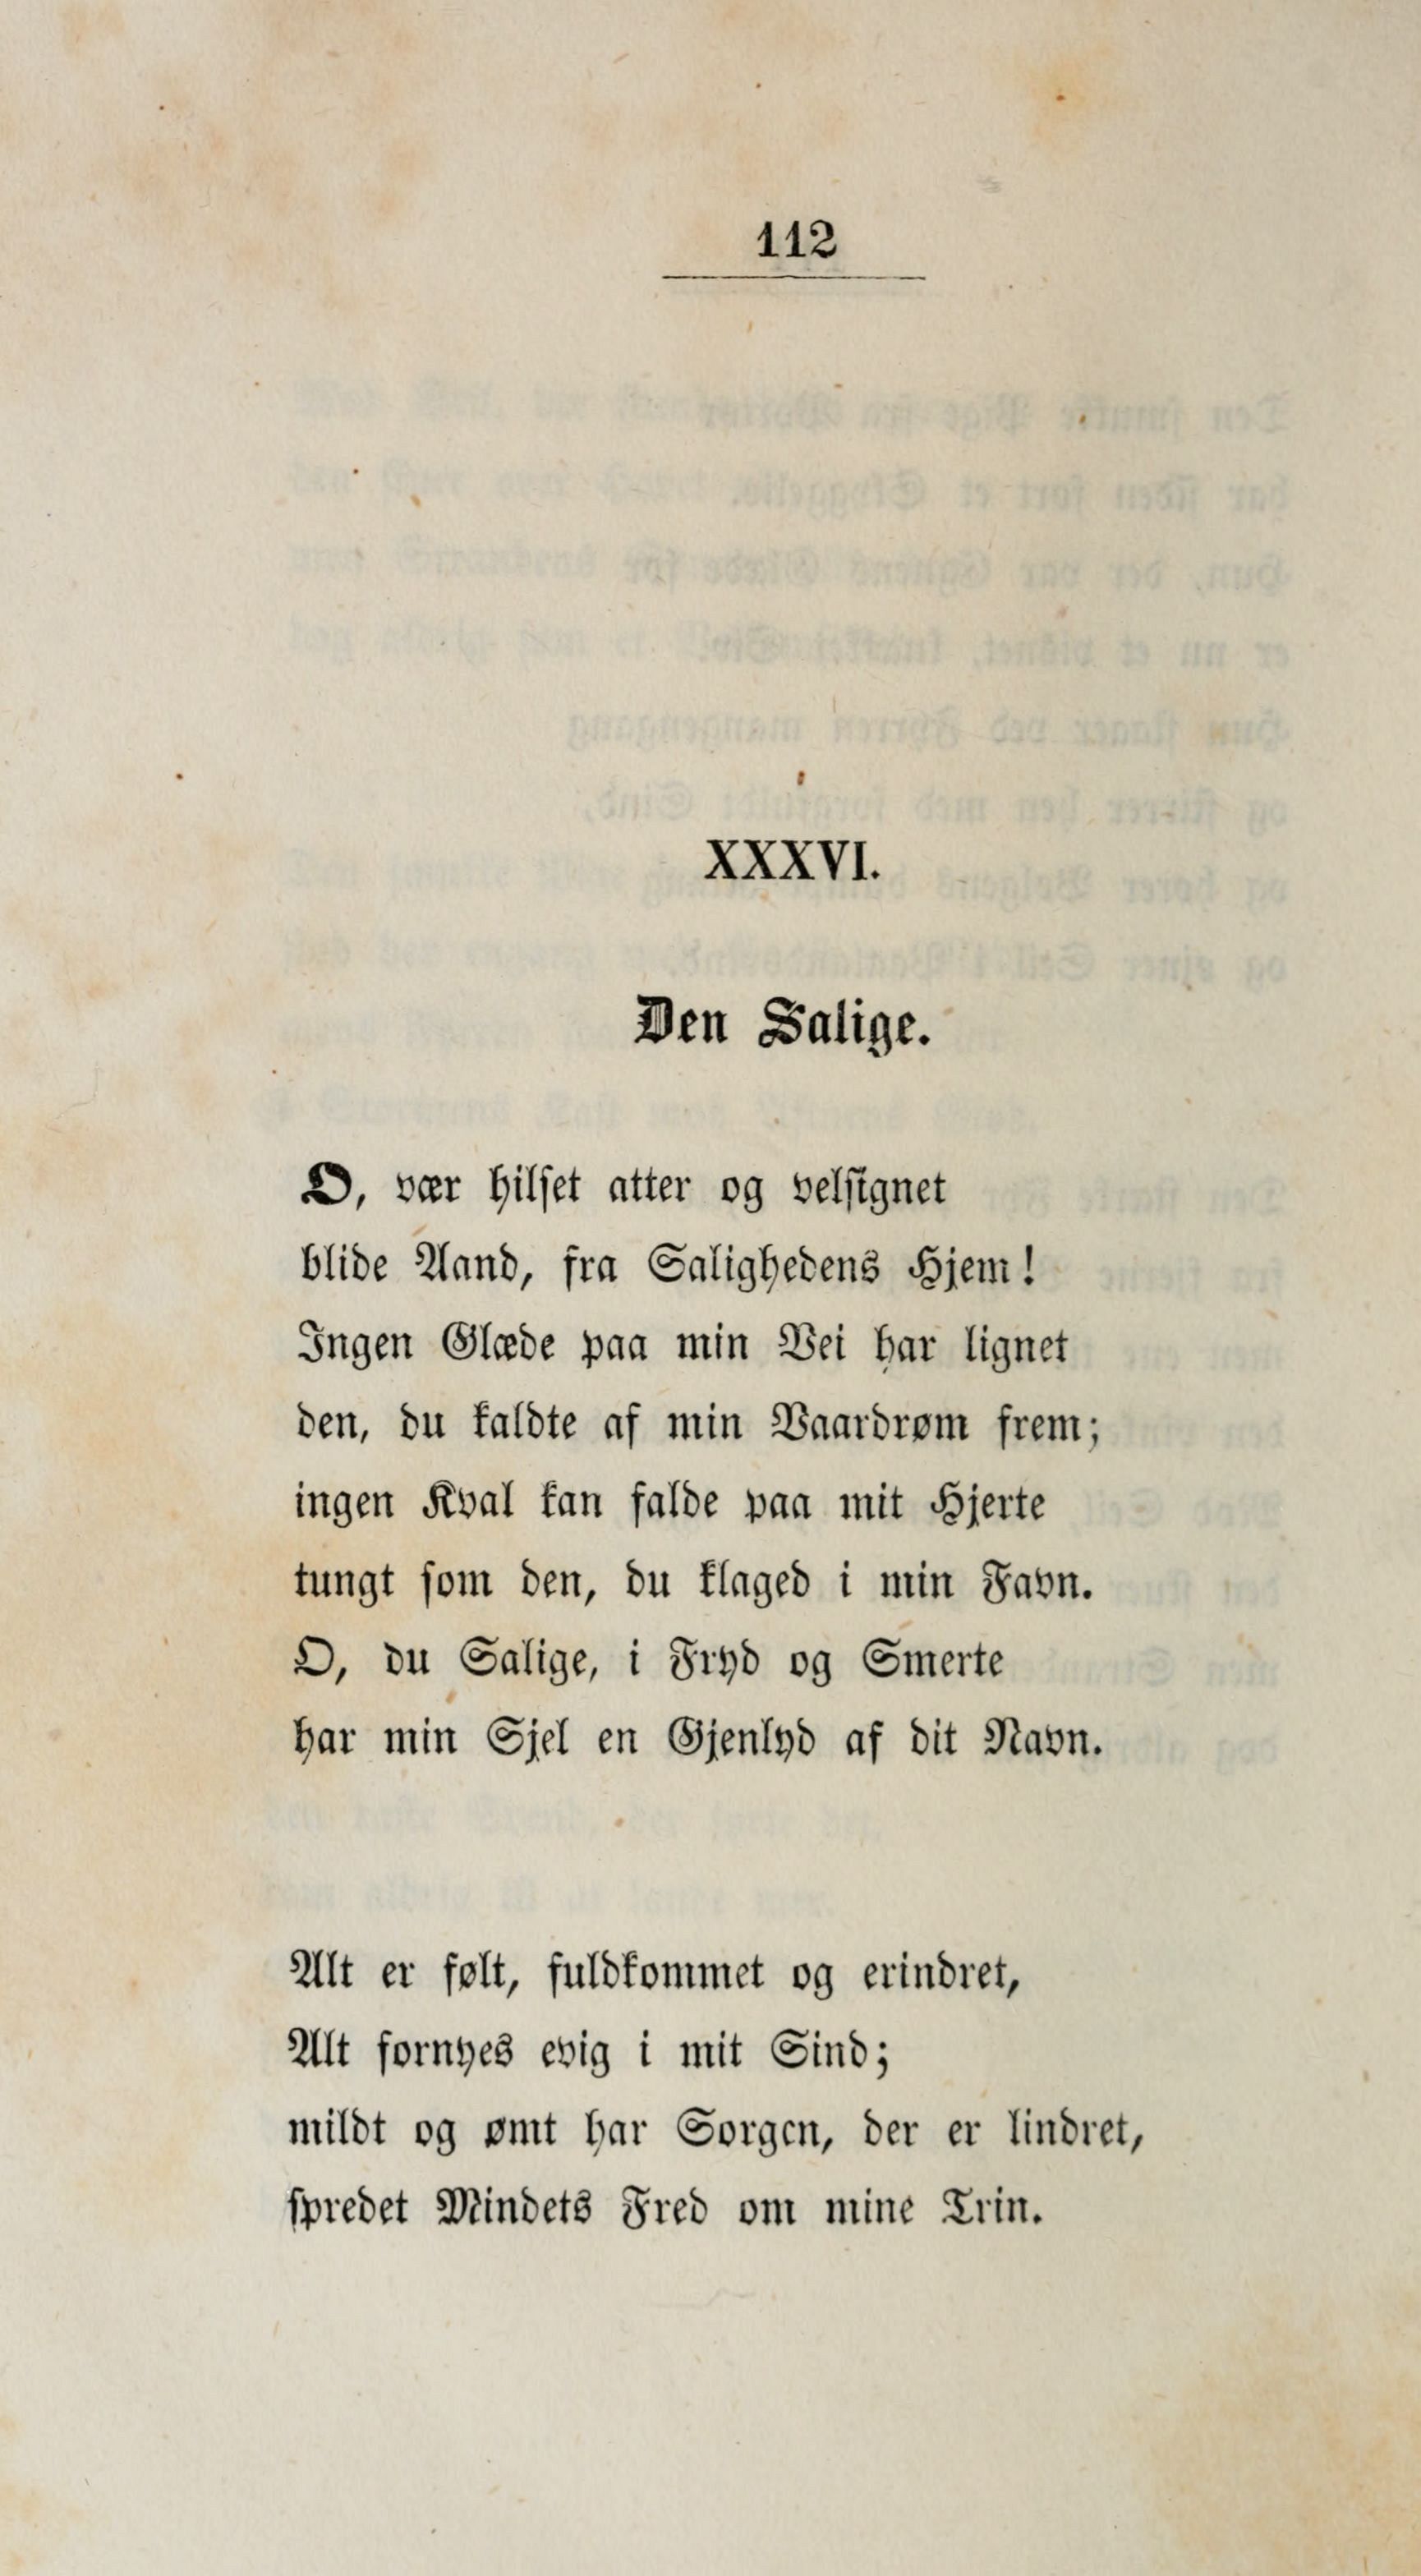 112
XXXVI.
Den Salige.
O, vær hilset atter og velsignet
blide Aand, fra Salighedens Hjem!
Ingen Glæde paa min Vei har lignet
den, du kaldte af min Vaardrøm frem;
ingen Kval kan falde paa mit Hjerte
tungt som den, du klaged i min Favn.
O, du Salige, i Fryd og Smerte
har min Sjel en Gjenlyd af dit Navn.
Alt er følt, fuldkommet og erindret,
Alt fornyes evig i mit Sind;
mildt og ømt har Sorgen, der er lindret,
spredet Mindets Fred om mine Trin.